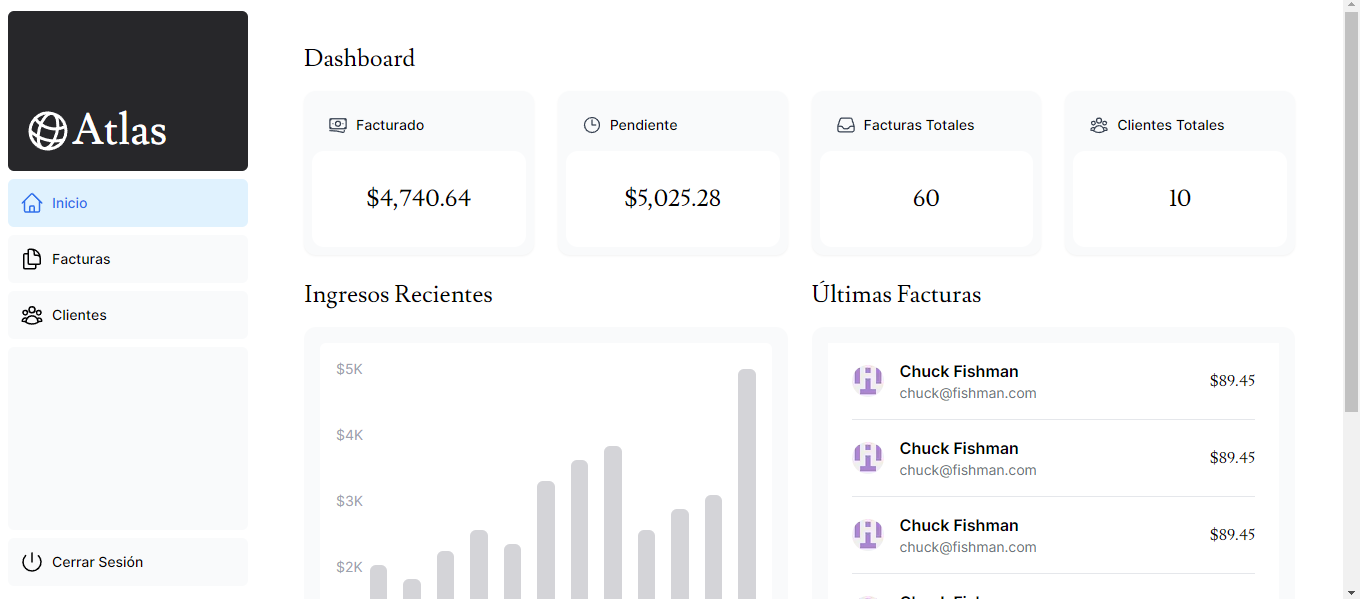 Atlas
Inicio
Facturas
Clientes
Cerrar Sesión
Dashboard
Facturado
$4,740.64
Pendiente
$5,025.28
Facturas Totales
60
Clientes Totales
10
Ingresos Recientes
$5K
$4K
$3K
$2K
Últimas Facturas
Chuck Fishman
chuck@fishman.com
$89.45
Chuck Fishman
chuck@fishman.com
$89.45
Chuck Fishman
chuck@fishman.com
$89.45